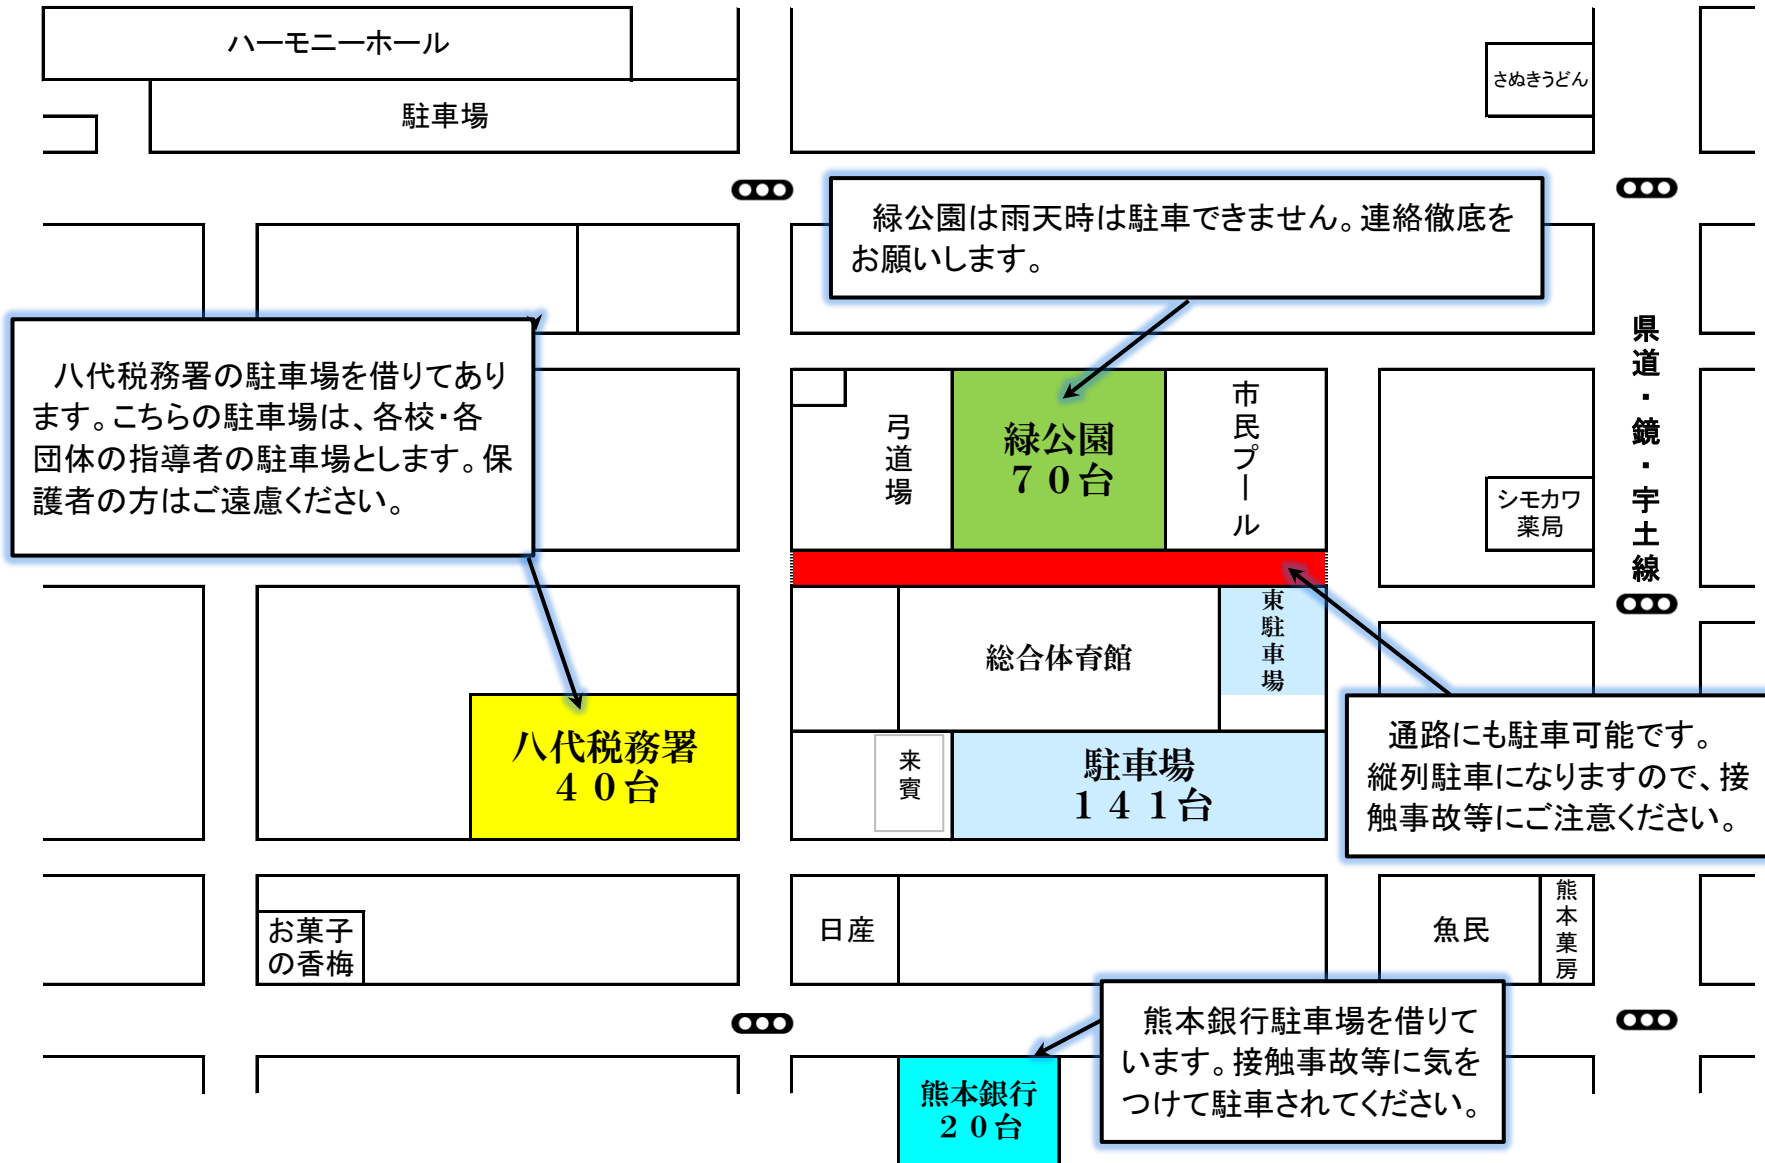 ハーモニーホール
駐車場
さぬきうどん
緑公園は雨天時は駐車できません。連絡徹底を
お願いします。
八代税務署の駐車場を借りてあり
ます。こちらの駐車場は、各校・各
団体の指導者の駐車場とします。保
護者の方はご遠慮ください。
弓道場
緑公園
７０台
市民プール
県道・鏡・宇土線
シモカワ
薬局
総合体育館
東駐車場
八代税務署
４０台
来賓
駐車場
１４１台
通路にも駐車可能です。
縦列駐車になりますので、接
触事故等にご注意ください。
お菓子
の香梅
日産
魚民
熊本菓房
熊本銀行駐車場を借りて
います。接触事故等に気を
つけて駐車されてください。
熊本銀行
２０台